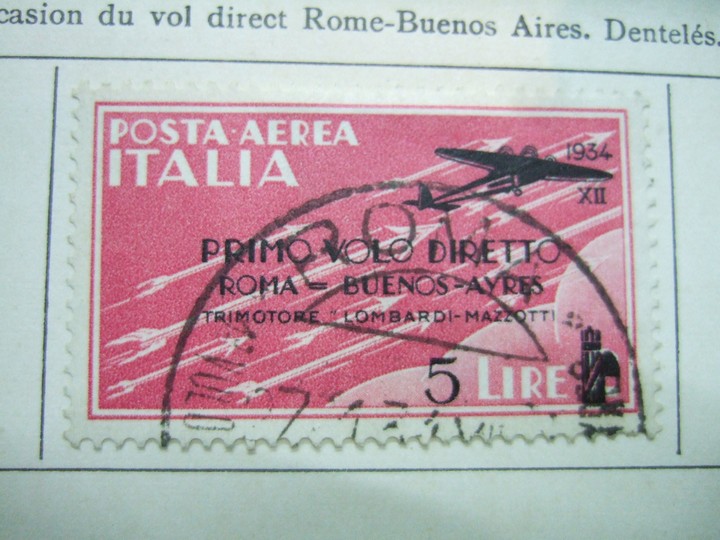 casion du vol direct Rome-Buenos Aires. Dentelés.
POSTA·AEREA
ITALIA
1934
XII
PRIMO VOLO DIRETTO
ROMA = BUENOS-AYRES
TRIMOTORE "LOMBARDI-MAZZOTTI"
5 LIRE